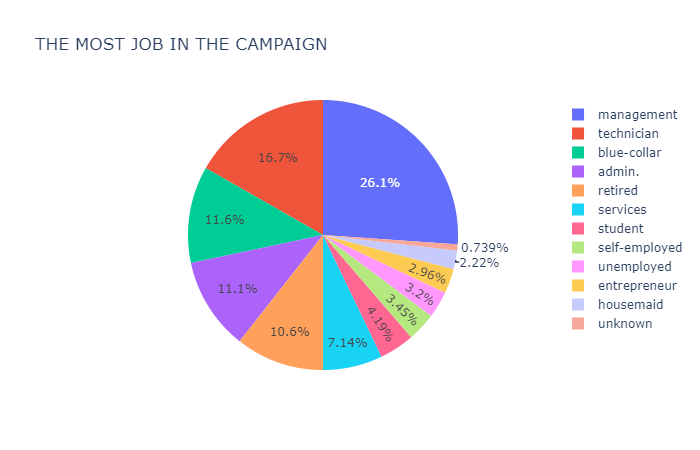 THE MOST JOB IN THE CAMPAIGN
management
technician
blue-collar
admin.
retired
services
student
self-employed
unemployed
entrepreneur
housemaid
unknown
26.1%
16.7%
11.6%
11.1%
10.6%
7.14%
4.19%
3.45%
3.2%
2.96%
2.22%
0.739%